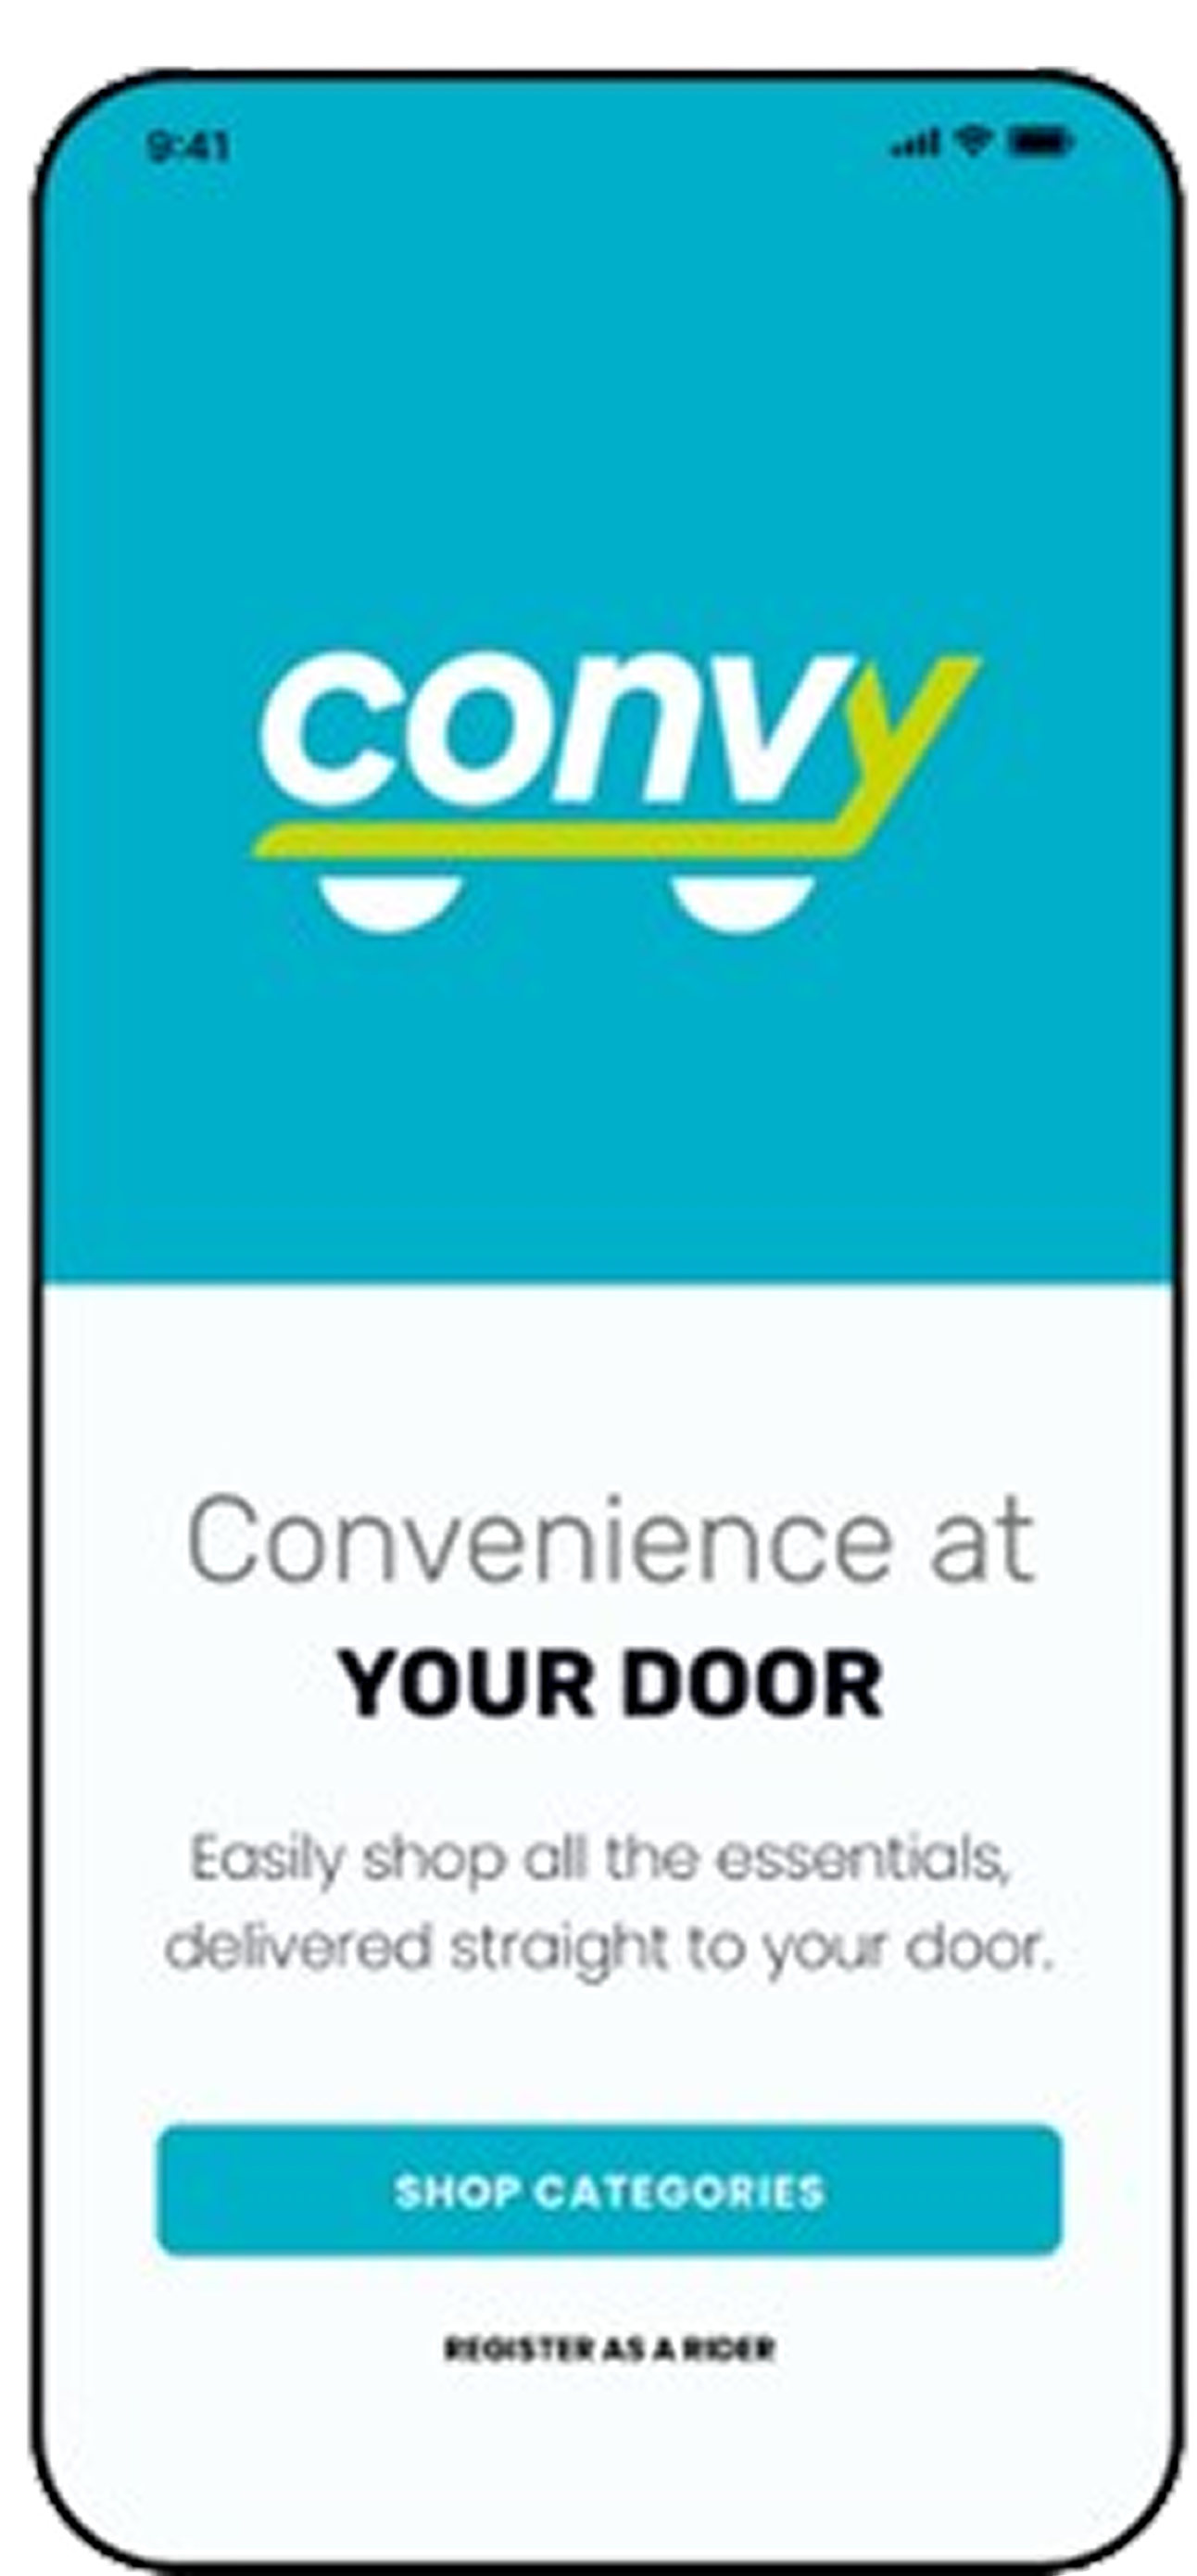 9:41
convy
Convenience at
YOUR DOOR
Easily shop all the essentials,
delivered straight to your door.
SHOP CATEGORIES
REGISTER AS A RIDER